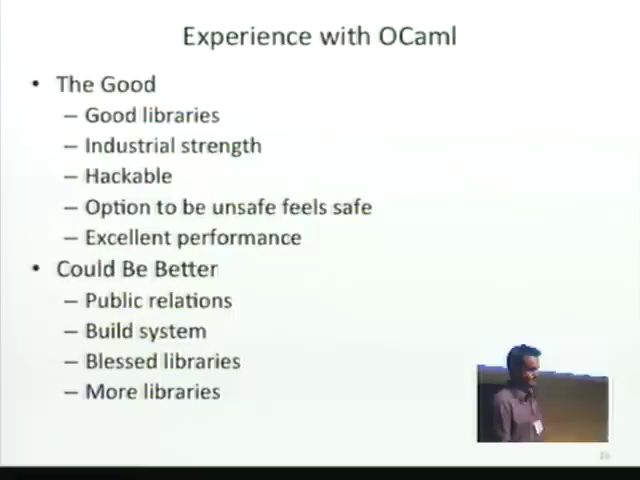 Experience with OCaml
• The Good
– Good libraries
– Industrial strength
– Hackable
– Option to be unsafe feels safe
– Excellent performance
• Could Be Better
– Public relations
– Build system
– Blessed libraries
– More libraries